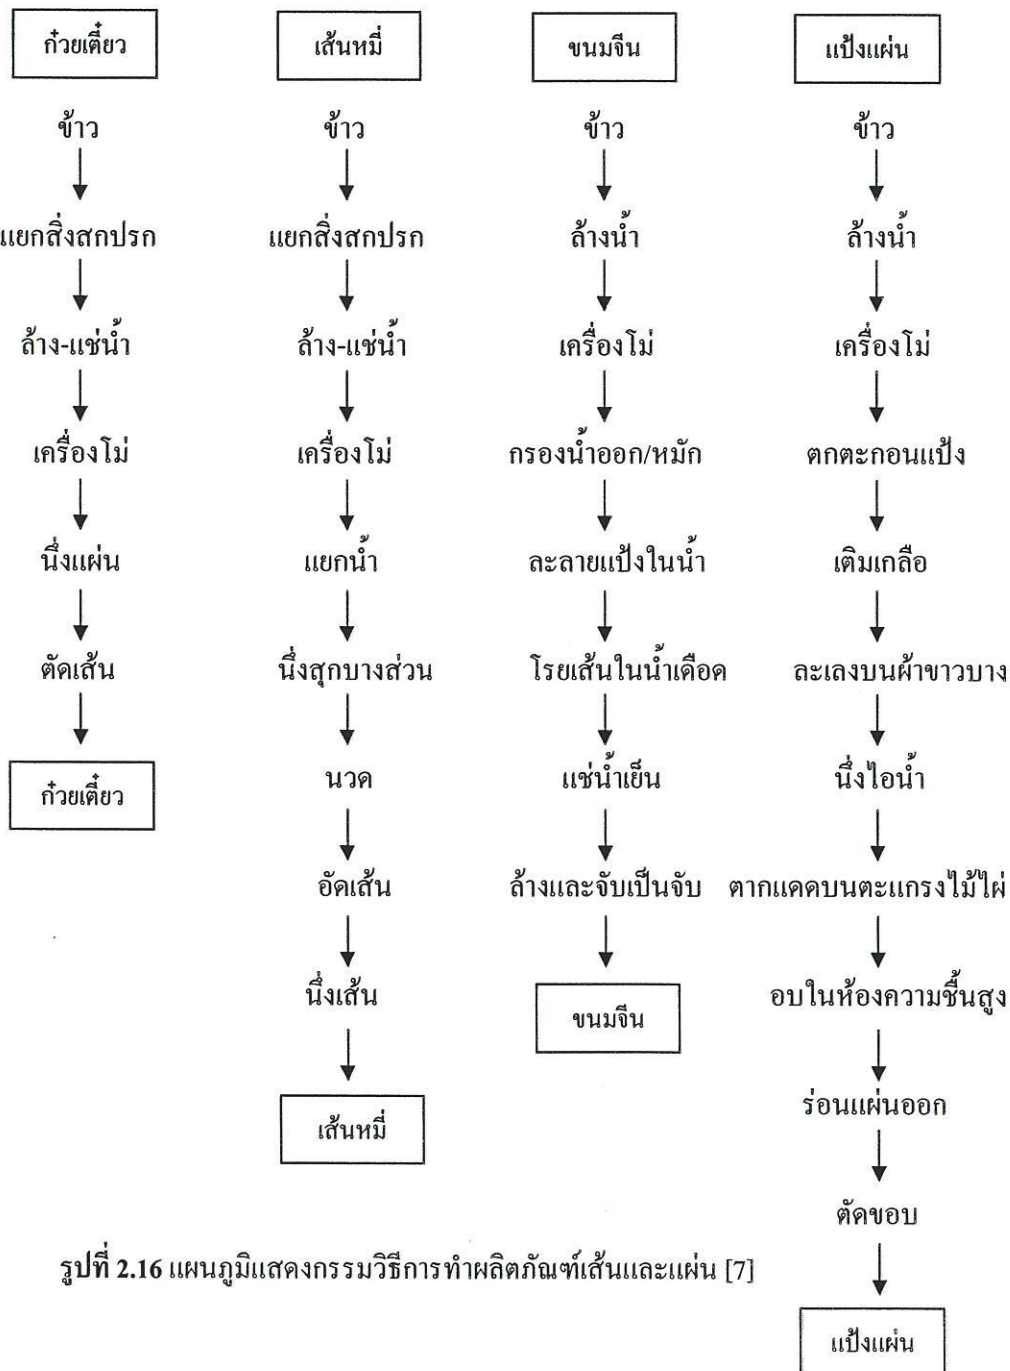 ก๋วยเตี๋ยว
ข้าว
แยกสิ่งสกปรก
ล้าง-แช่น้ำ
เครื่องโม่
นึ่งแผ่น
ตัดเส้น
ก๋วยเตี๋ยว
เส้นหมี่
ข้าว
แยกสิ่งสกปรก
ล้าง-แช่น้ำ
เครื่องโม่
แยกน้ำ
นึ่งสุกบางส่วน
นวด
อัดเส้น
นึ่งเส้น
เส้นหมี่
ขนมจีน
ข้าว
ล้างน้ำ
เครื่องโม่
กรองน้ำออก/หมัก
ละลายแป้งในน้ำ
โรยเส้นในน้ำเดือด
แช่น้ำเย็น
ล้างและจับเป็นจับ
ขนมจีน
แป้งแผ่น
ข้าว
ล้างน้ำ
เครื่องโม่
ตกตะกอนแป้ง
เติมเกลือ
ละเลงบนผ้าขาวบาง
นึ่งไอน้ำ
ตากแดดบนตะแกรงไม้ไผ่
อบในห้องความชื้นสูง
ร่อนแผ่นออก
ตัดขอบ
แป้งแผ่น
รูปที่ 2.16 แผนภูมิแสดงกรรมวิธีการทำผลิตภัณฑ์เส้นและแผ่น [7]